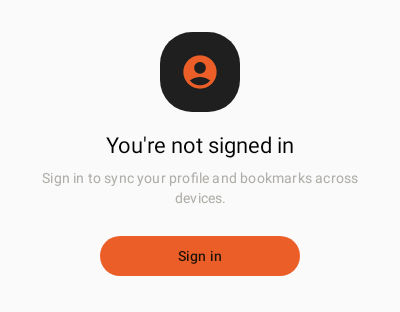 You're not signed in
Sign in to sync your profile and bookmarks across
devices.
Sign in